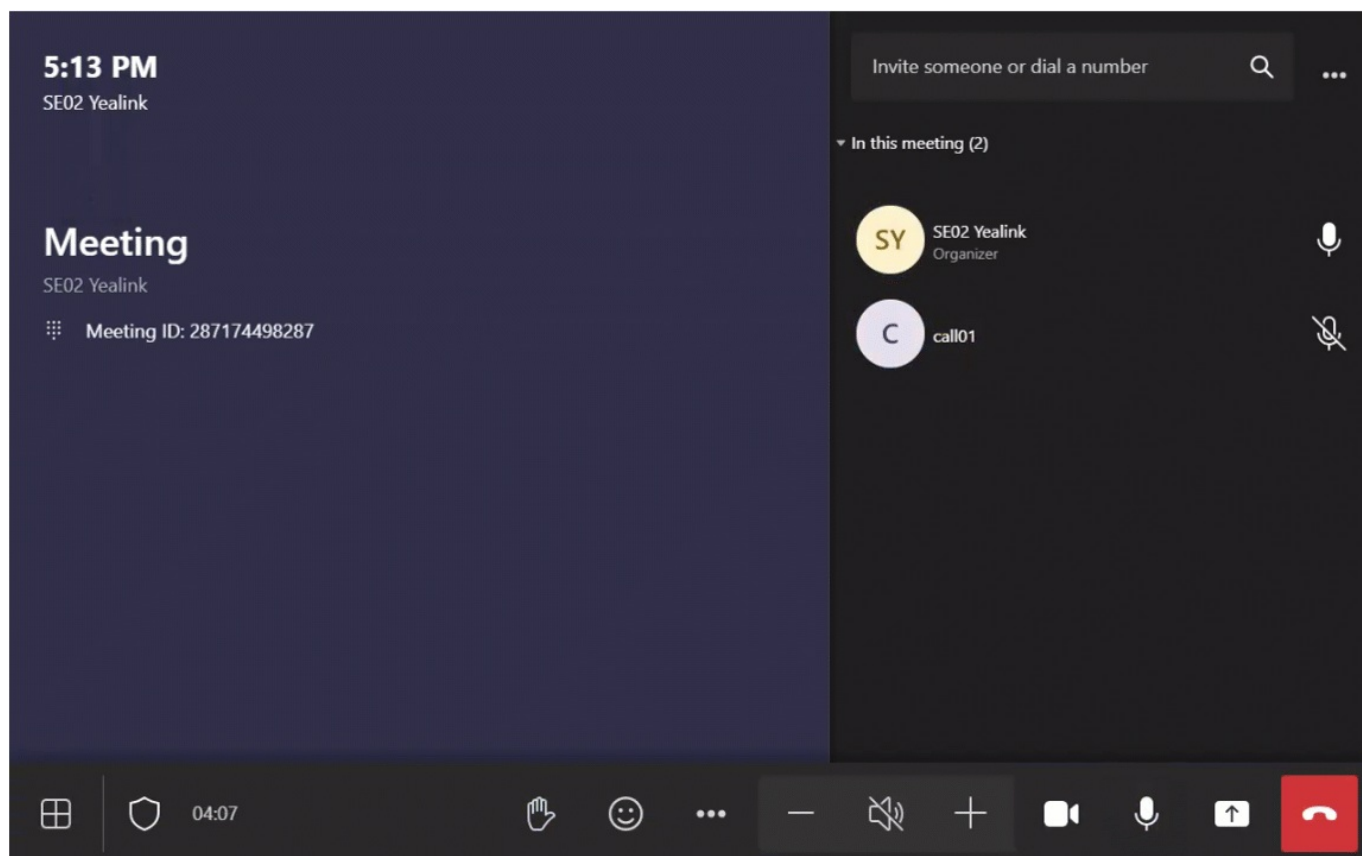 5:13 PM
SE02 Yealink
Meeting
SE02 Yealink
Meeting ID: 287174498287
Invite someone or dial a number
In this meeting (2)
SY
SE02 Yealink
Organizer
C
call01
04:07